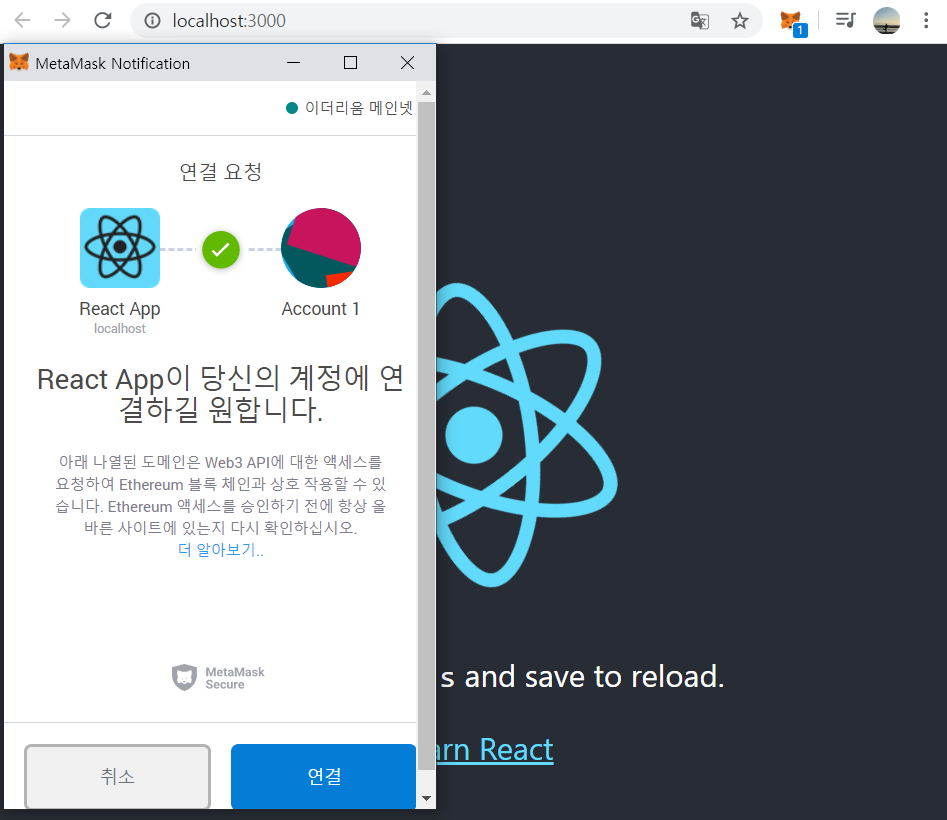 localhost:3000
1
MetaMask Notification
이더리움 메인넷
연결 요청
React App
localhost
Account 1
React App이 당신의 계정에 연
결하길 원합니다.
아래 나열된 도메인은 Web3 API에 대한 액세스를
요청하여 Ethereum 블록 체인과 상호 작용할 수 있
습니다. Ethereum 액세스를 승인하기 전에 항상 올
바른 사이트에 있는지 다시 확인하십시오.
더 알아보기..
MetaMask
Secure
취소
연결
s and save to reload.
arn React